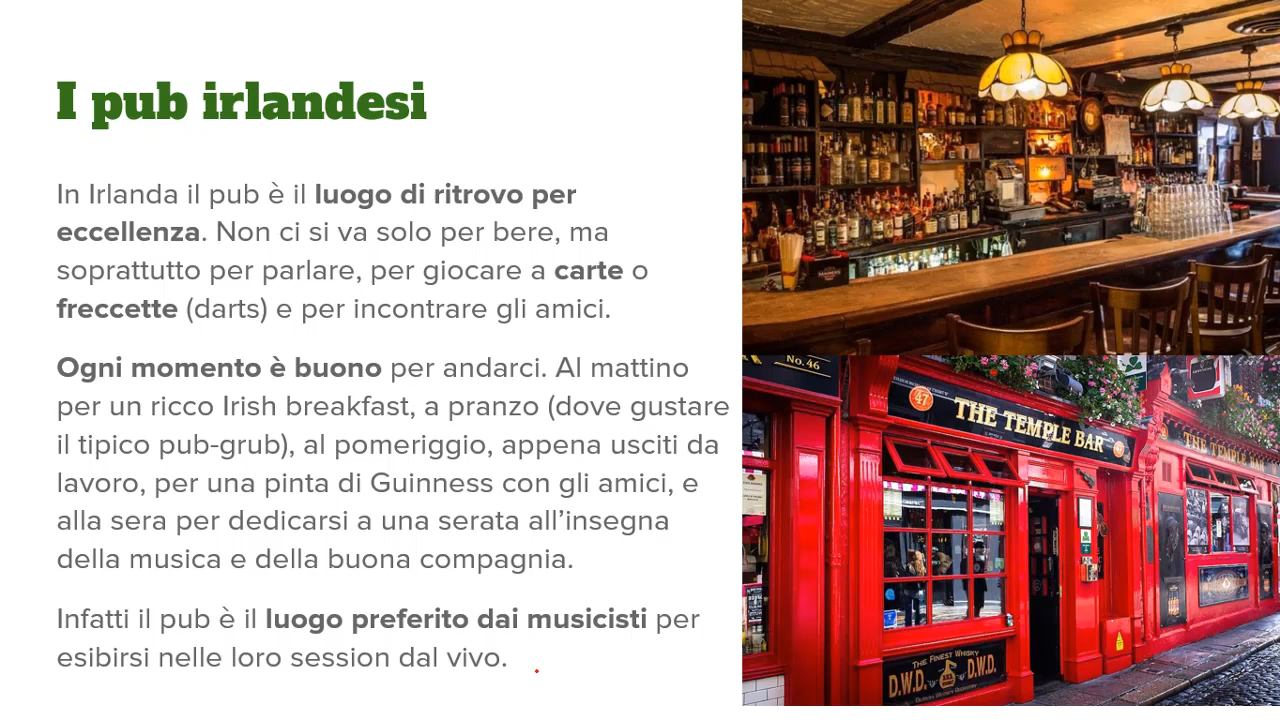 I pub irlandesi
In Irlanda il pub è il luogo di ritrovo per
eccellenza. Non ci si va solo per bere, ma
soprattutto per parlare, per giocare a carte o
freccette (darts) e per incontrare gli amici.
Ogni momento è buono per andarci. Al mattino
per un ricco Irish breakfast, a pranzo (dove gustare
il tipico pub-grub), al pomeriggio, appena usciti da
lavoro, per una pinta di Guinness con gli amici, e
alla sera per dedicarsi a una serata all’insegna
della musica e della buona compagnia.
Infatti il pub è il luogo preferito dai musicisti per
esibirsi nelle loro session dal vivo.
No. 46
47
THE TEMPLE BAR
THE TEMPLE BAR
THE FINEST WHISKY
D.W.D. D.W.D.